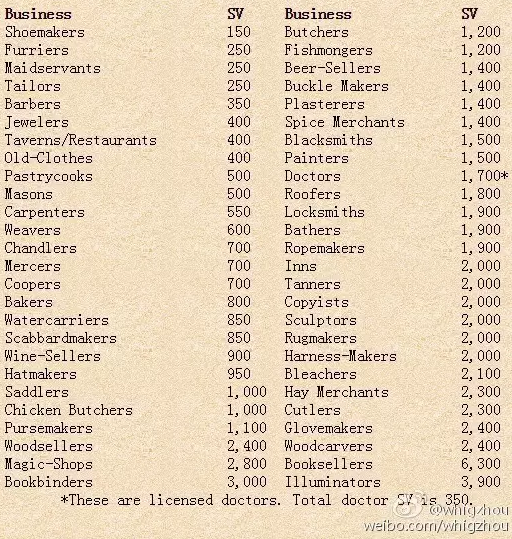 Business SV Business SV
Shoemakers 150 Butchers 1,200
Furriers 250 Fishmongers 1,200
Maidservants 250 Beer-Sellers 1,400
Tailors 250 Buckle Makers 1,400
Barbers 350 Plasterers 1,400
Jewelers 400 Spice Merchants 1,400
Taverns/Restaurants 400 Blacksmiths 1,500
Old-Clothes 400 Painters 1,500
Pastrycooks 500 Doctors 1,700*
Masons 500 Roofers 1,800
Carpenters 550 Locksmiths 1,900
Weavers 600 Bathers 1,900
Chandlers 700 Ropemakers 1,900
Mercers 700 Inns 2,000
Coopers 700 Tanners 2,000
Bakers 800 Copyists 2,000
Watercarriers 850 Sculptors 2,000
Scabbardmakers 850 Rugmakers 2,000
Wine-Sellers 900 Harness-Makers 2,000
Hatmakers 950 Bleachers 2,100
Saddlers 1,000 Hay Merchants 2,300
Chicken Butchers 1,000 Cutlers 2,300
Pursemakers 1,100 Glovemakers 2,400
Woodsellers 2,400 Woodcarvers 2,400
Magic-Shops 2,800 Booksellers 6,300
Bookbinders 3,000 Illuminators 3,900
*These are licensed doctors. Total doctor SV is 350.
@whigzhou
weibo.com/whigzhou